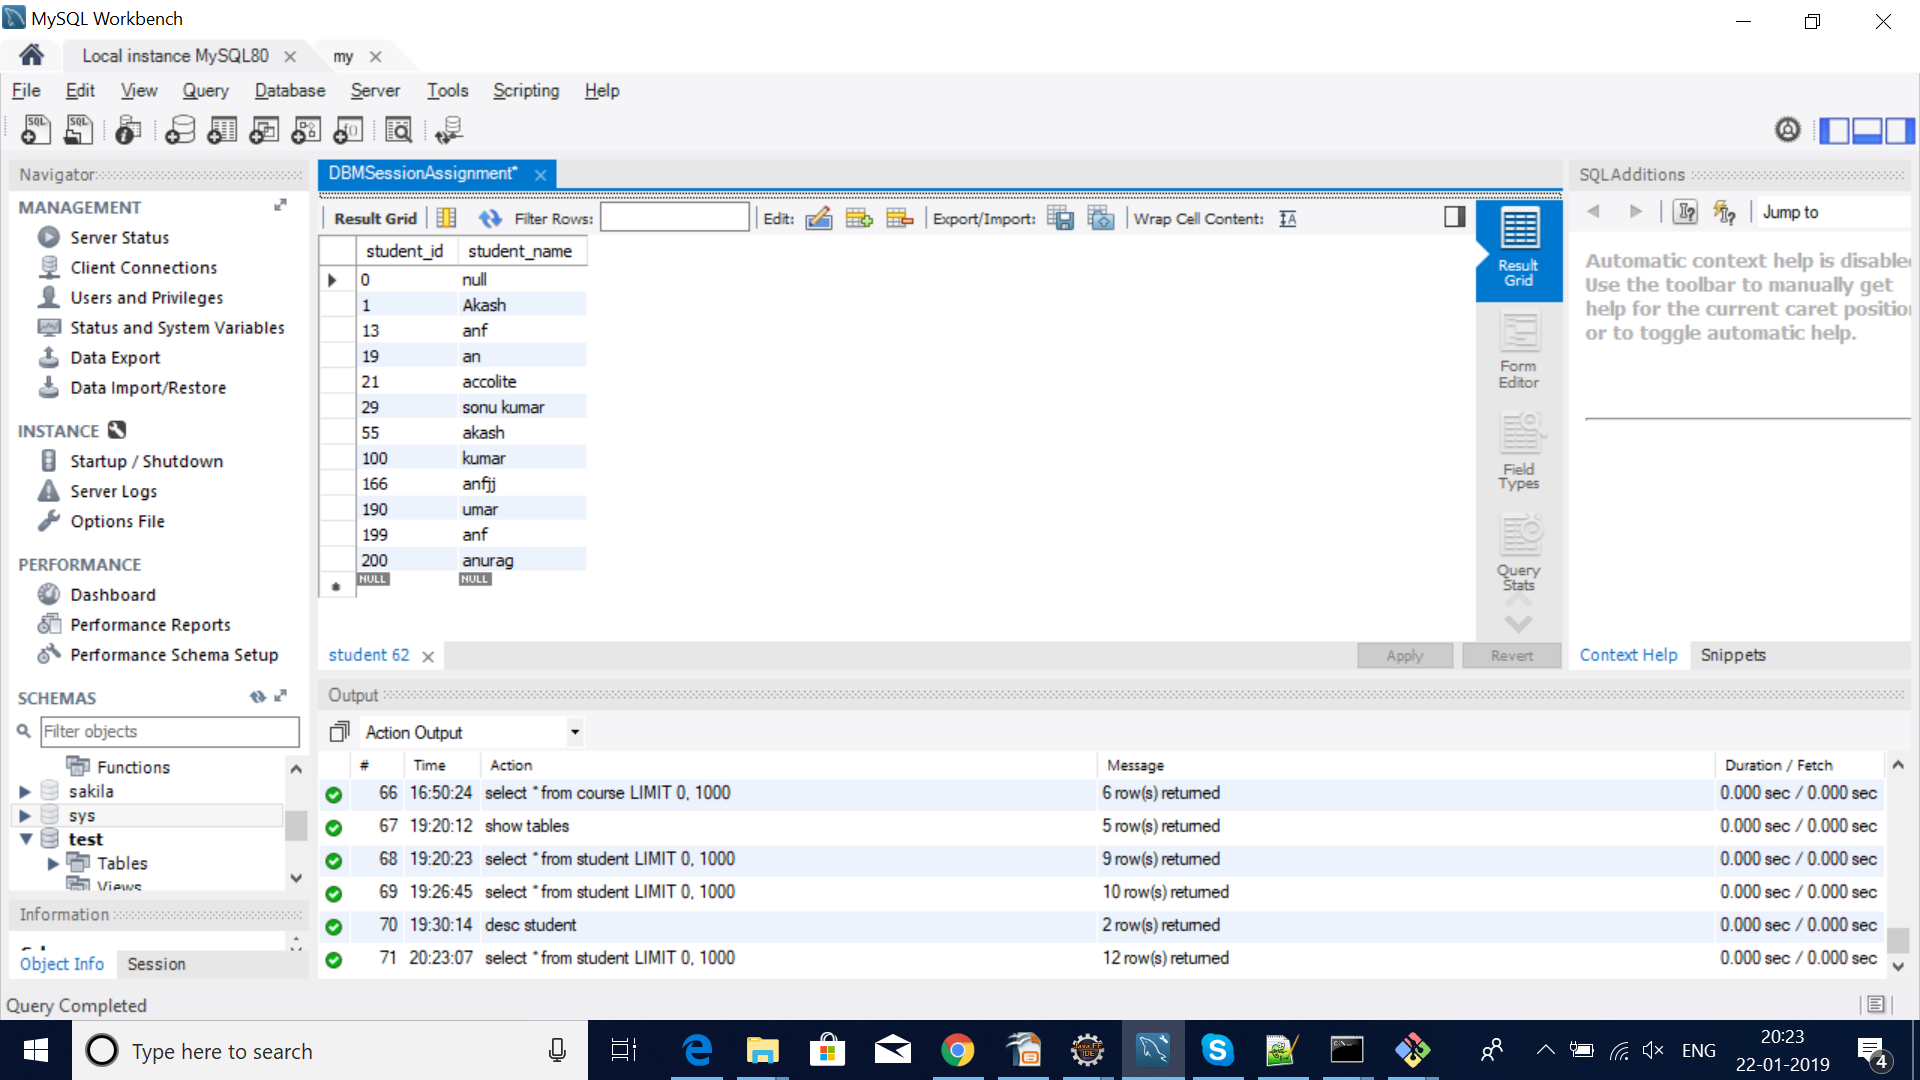 MySQL Workbench
Local instance MySQL80
my
File Edit View Query Database Server Tools Scripting Help
Navigator
MANAGEMENT
Server Status
Client Connections
Users and Privileges
Status and System Variables
Data Export
Data Import/Restore
INSTANCE
Startup / Shutdown
Server Logs
Options File
PERFORMANCE
Dashboard
Performance Reports
Performance Schema Setup
SCHEMAS
Filter objects
Functions
sakila
sys
test
Tables
Views
Information
Object Info Session
Query Completed
DBMSessionAssignment*
Result Grid Filter Rows: Edit: Export/Import: Wrap Cell Content:
student_id student_name
0 null
1 Akash
13 anf
19 an
21 accolite
29 sonu kumar
55 akash
100 kumar
166 anfjj
190 umar
199 anf
200 anurag
NULL NULL
Result
Grid
Form
Editor
Field
Types
Query
Stats
student 62
Apply Revert
SQLAdditions
Jump to
Automatic context help is disable
Use the toolbar to manually get
help for the current caret positio
or to toggle automatic help.
Context Help Snippets
Output
Action Output
# Time Action Message Duration / Fetch
66 16:50:24 select * from course LIMIT 0, 1000 6 row(s) returned 0.000 sec / 0.000 sec
67 19:20:12 show tables 5 row(s) returned 0.000 sec / 0.000 sec
68 19:20:23 select * from student LIMIT 0, 1000 9 row(s) returned 0.000 sec / 0.000 sec
69 19:26:45 select * from student LIMIT 0, 1000 10 row(s) returned 0.000 sec / 0.000 sec
70 19:30:14 desc student 2 row(s) returned 0.000 sec / 0.000 sec
71 20:23:07 select * from student LIMIT 0, 1000 12 row(s) returned 0.000 sec / 0.000 sec
Type here to search
ENG
20:23
22-01-2019
4